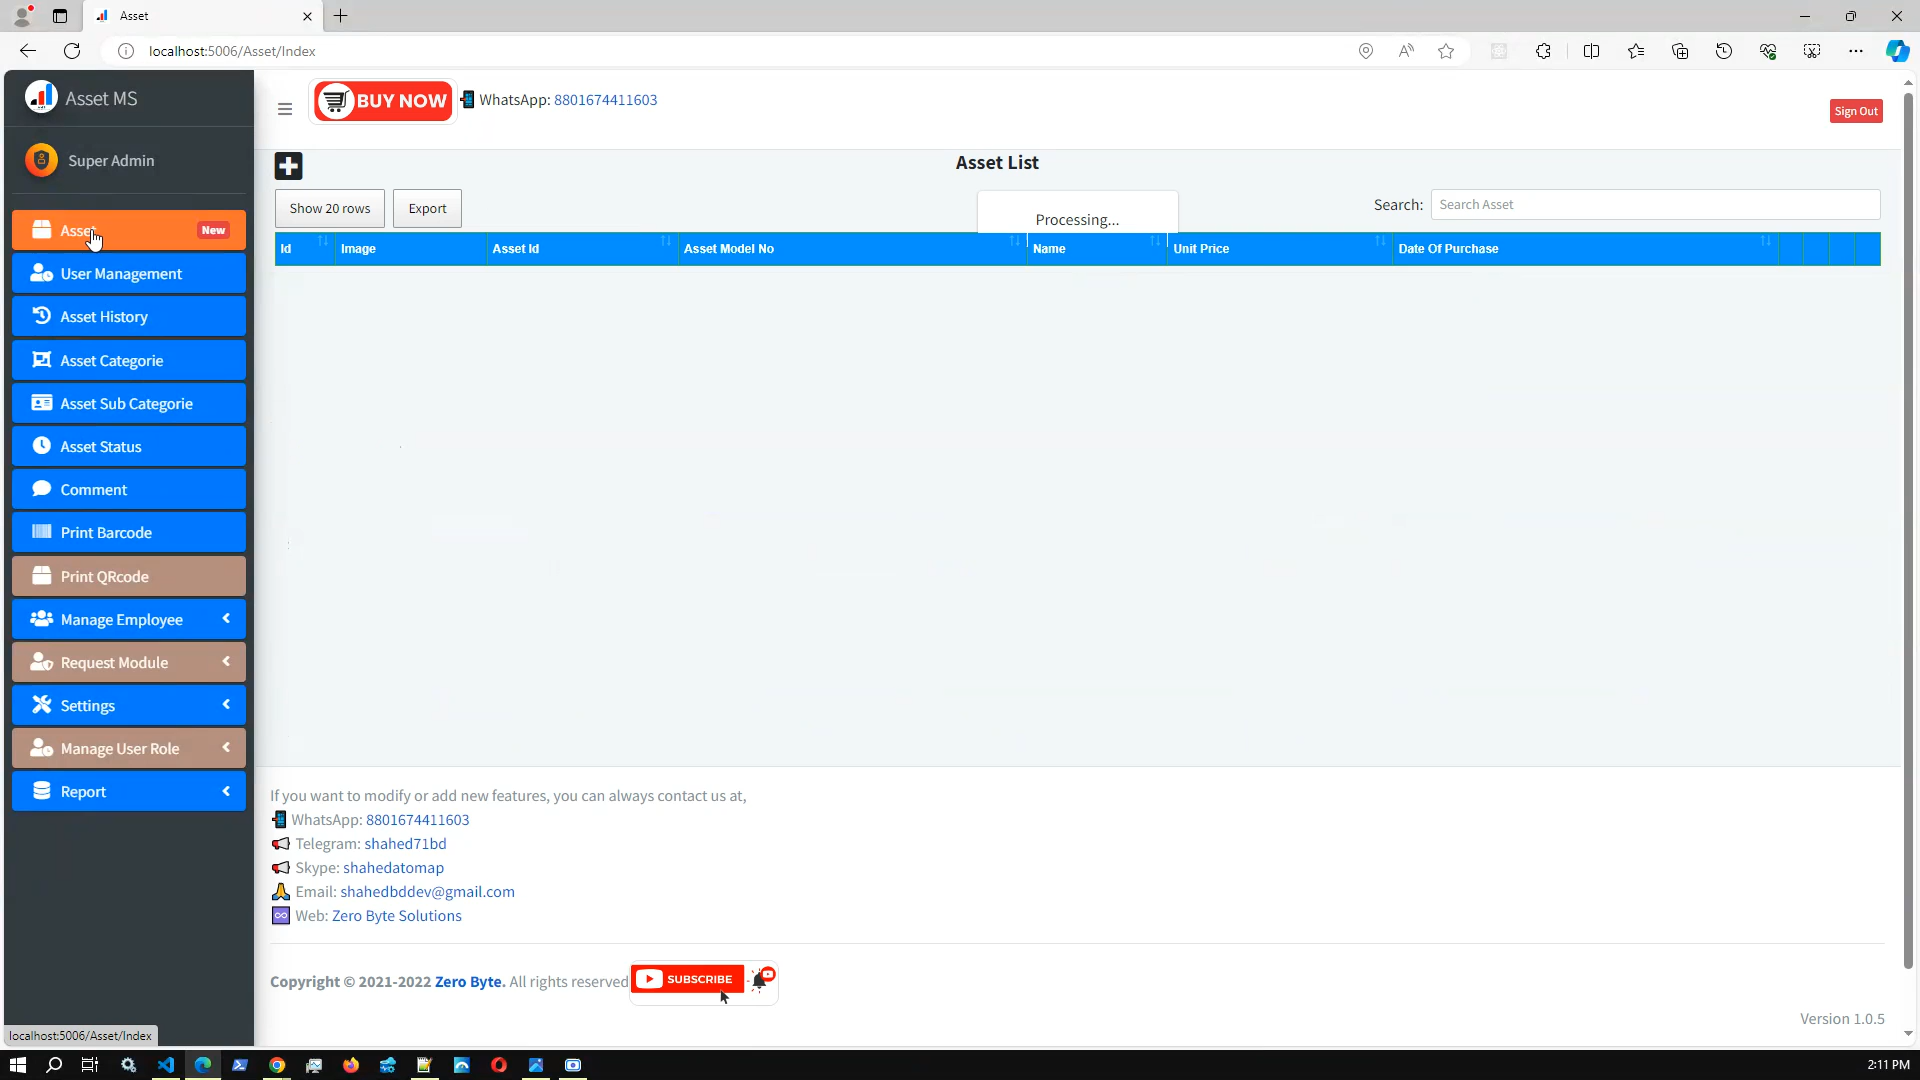 Asset
localhost:5006/Asset/Index
Asset MS
BUY NOW
WhatsApp: 8801674411603
Sign Out
Super Admin
Asset List
Show 20 rows
Export
Processing...
Search:
Search Asset
Id
Image
Asset Id
Asset Model No
Name
Unit Price
Date Of Purchase
Asset
New
User Management
Asset History
Asset Categorie
Asset Sub Categorie
Asset Status
Comment
Print Barcode
Print QRcode
Manage Employee
Request Module
Settings
Manage User Role
Report
If you want to modify or add new features, you can always contact us at,
WhatsApp: 8801674411603
Telegram: shahed71bd
Skype: shahedatomap
Email: shahedbddev@gmail.com
Web: Zero Byte Solutions
Copyright © 2021-2022 Zero Byte. All rights reserved
SUBSCRIBE
Version 1.0.5
localhost:5006/Asset/Index
2:11 PM